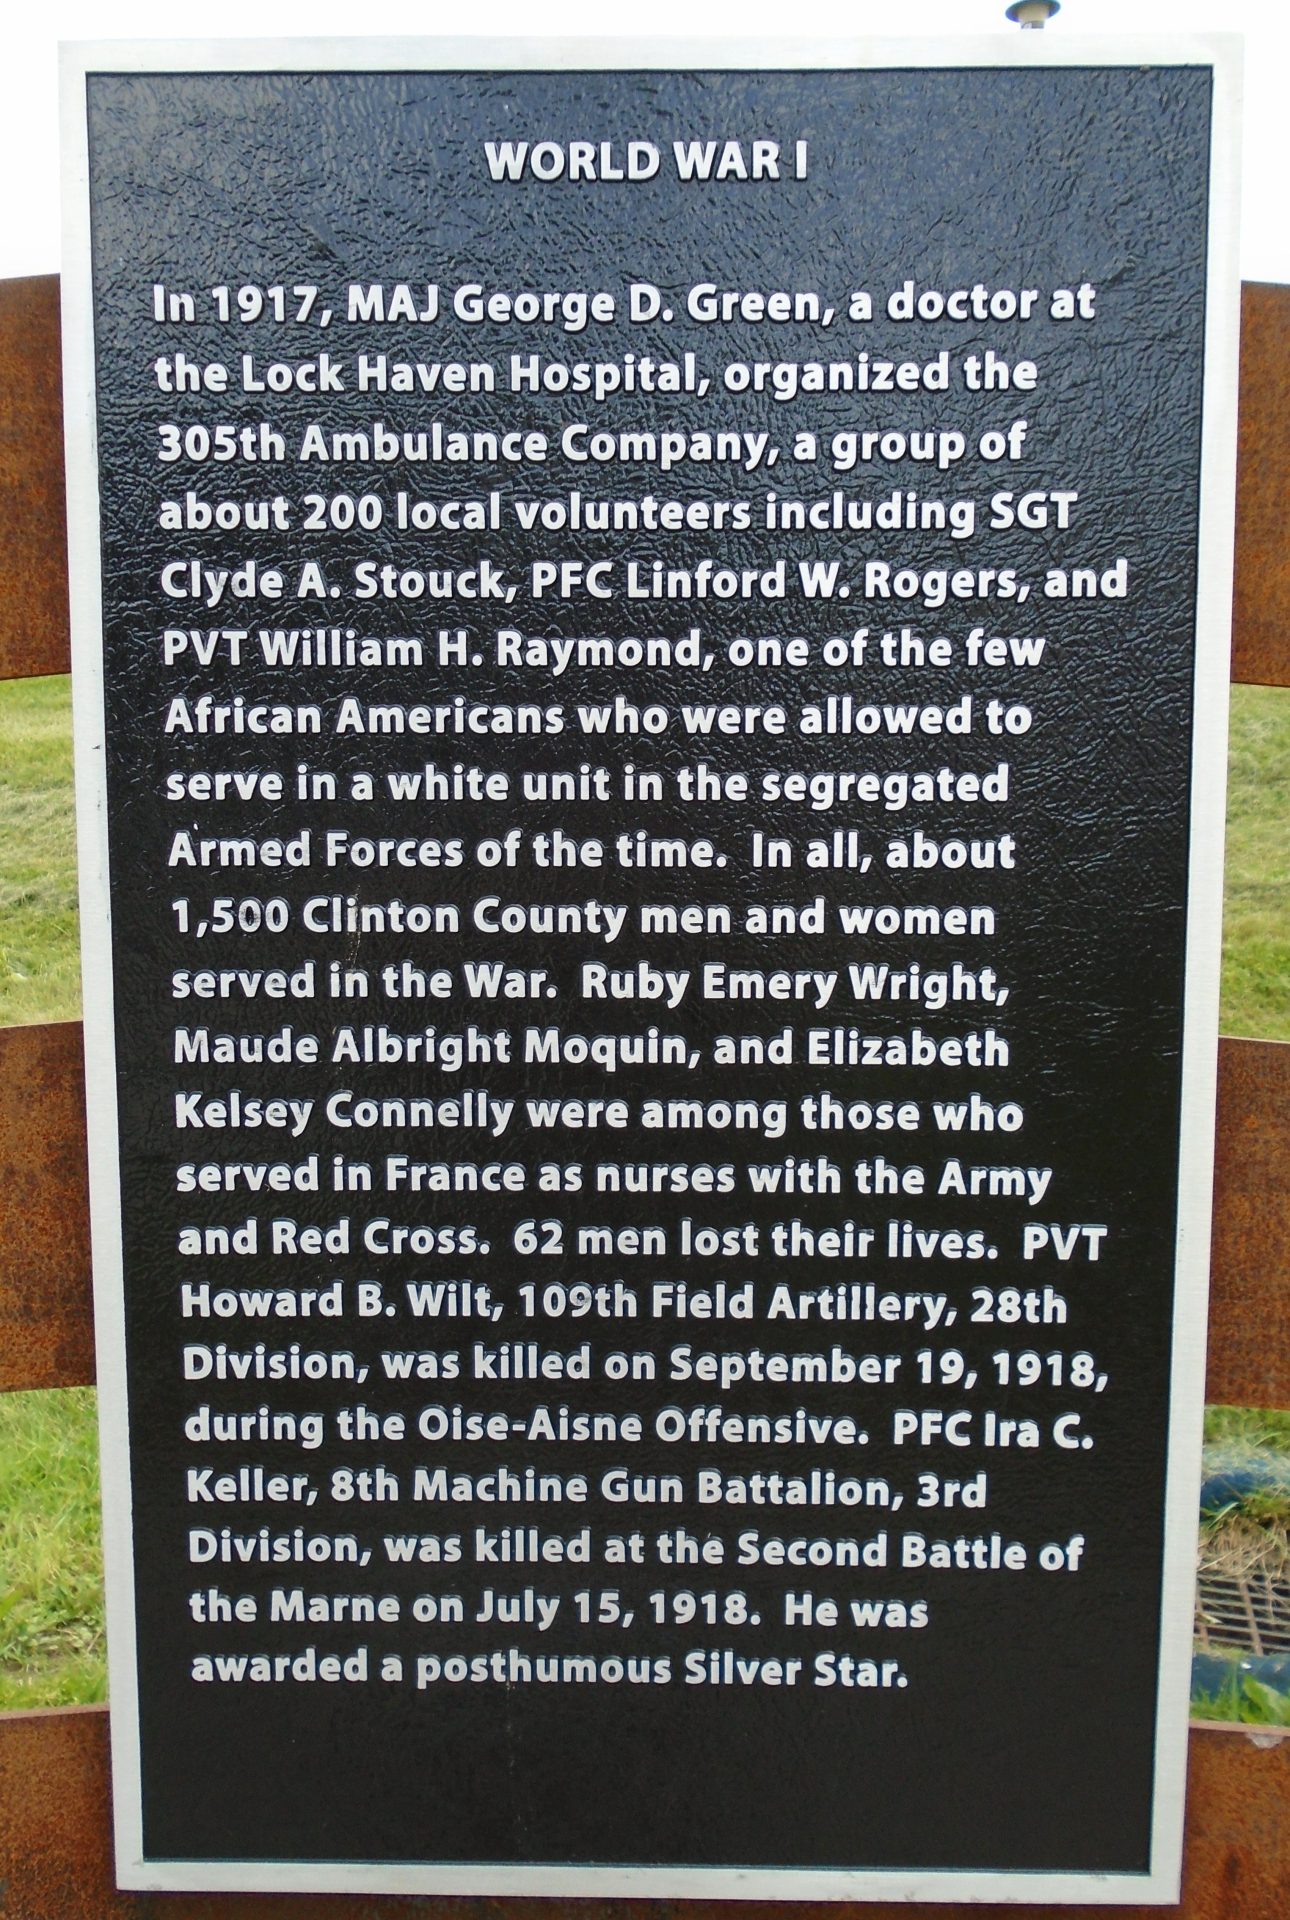 WORLD WAR I
In 1917, MAJ George D. Green, a doctor at
the Lock Haven Hospital, organized the
305th Ambulance Company, a group of
about 200 local volunteers including SGT
Clyde A. Stouck, PFC Linford W. Rogers, and
PVT William H. Raymond, one of the few
African Americans who were allowed to
serve in a white unit in the segregated
Armed Forces of the time.  In all, about
1,500 Clinton County men and women
served in the War.  Ruby Emery Wright,
Maude Albright Moquin, and Elizabeth
Kelsey Connelly were among those who
served in France as nurses with the Army
and Red Cross.  62 men lost their lives.  PVT
Howard B. Wilt, 109th Field Artillery, 28th
Division, was killed on September 19, 1918,
during the Oise-Aisne Offensive.  PFC Ira C.
Keller, 8th Machine Gun Battalion, 3rd
Division, was killed at the Second Battle of
the Marne on July 15, 1918.  He was
awarded a posthumous Silver Star.